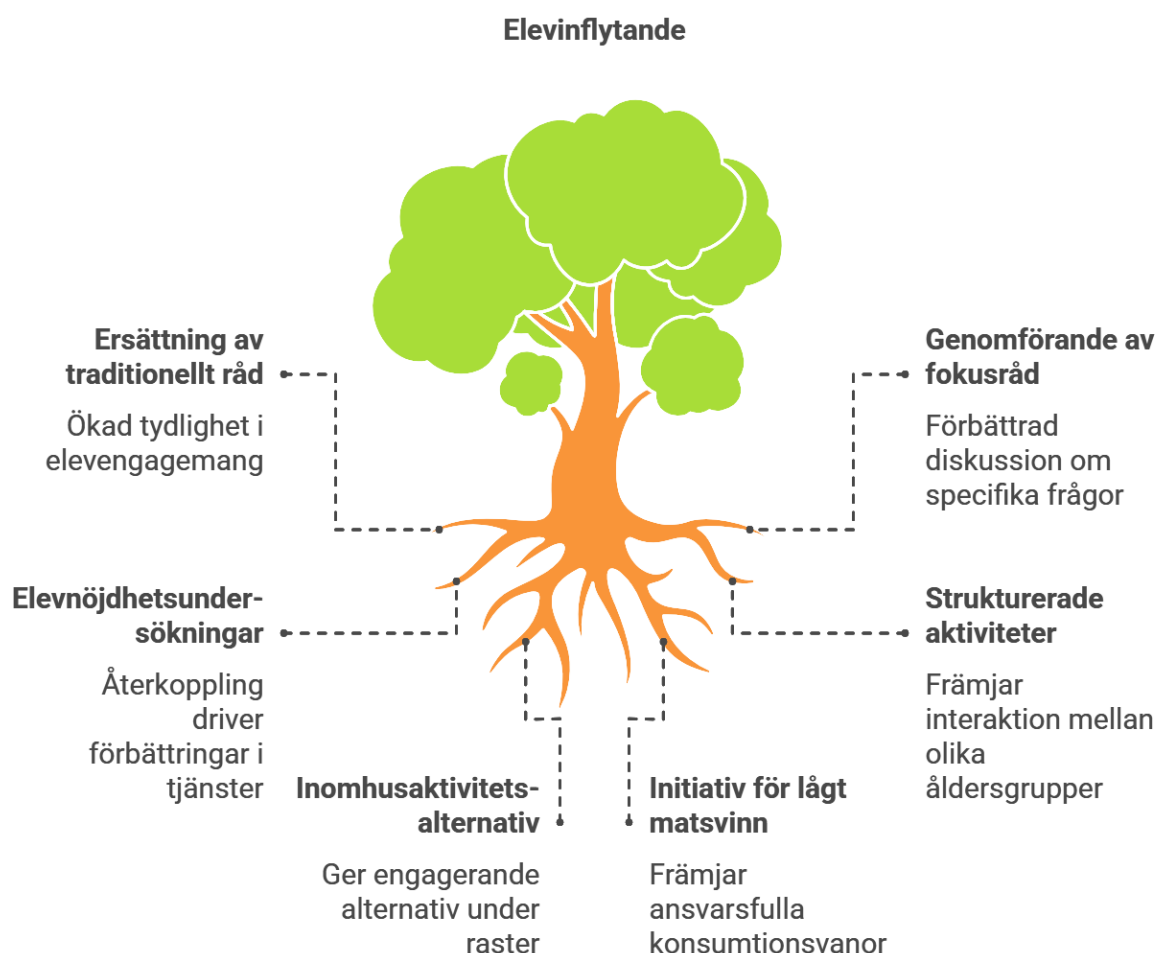 Elevinflytande
Ersättning av
traditionellt råd
Ökad tydlighet i
elevengagemang
Genomförande av
fokusråd
Förbättrad
diskussion om
specifika frågor
Elevnöjdhetsunder-
sökningar
Återkoppling
driver
förbättringar i
tjänster
Strukturerade
aktiviteter
Främjar
interaktion mellan
olika
åldersgrupper
Inomhusaktivitets-
alternativ
Ger engagerande
alternativ under
raster
Initiativ för lågt
matsvinn
Främjar
ansvarsfulla
konsumtionsvanor